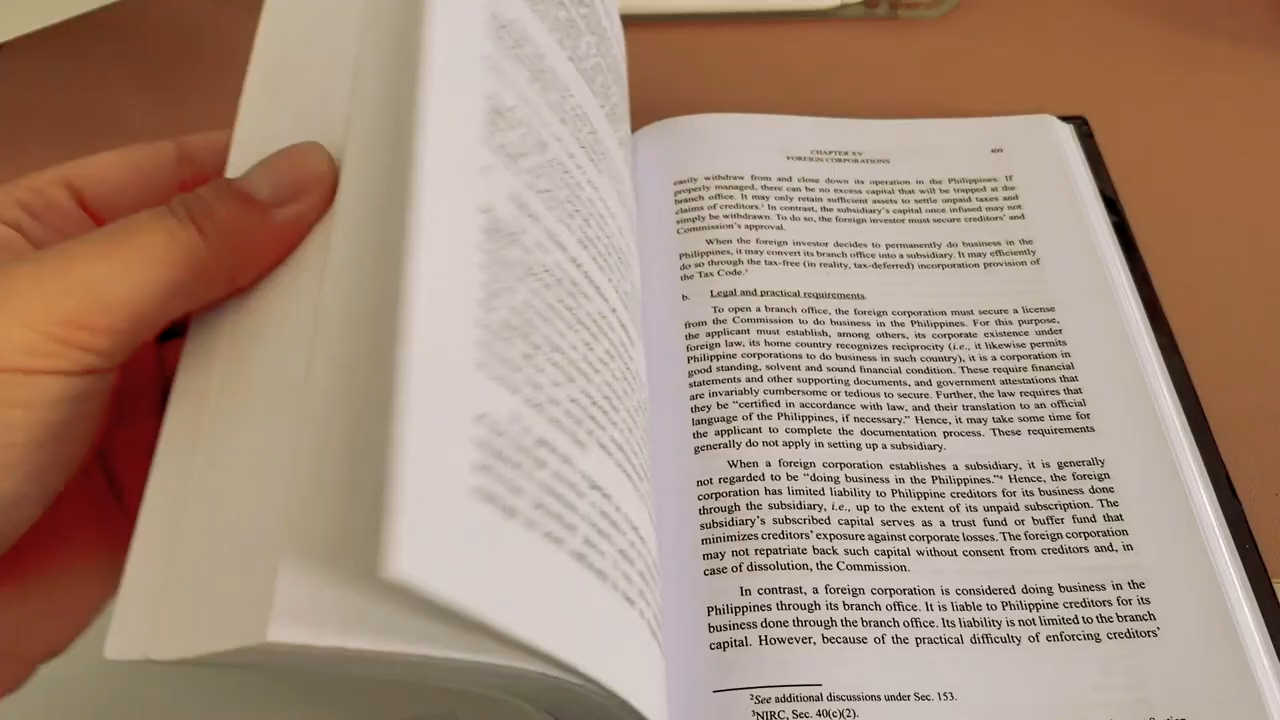 CHAPTER XV
FOREIGN CORPORATIONS
409
easily withdraw from and close down its operation in the Philippines. If
properly managed, there can be no excess capital that will be trapped at the
branch office. It may only retain sufficient assets to settle unpaid taxes and
claims of creditors.² In contrast, the subsidiary's capital once infused may not
simply be withdrawn. To do so, the foreign investor must secure creditors' and
Commission's approval.
When the foreign investor decides to permanently do business in the
Philippines, it may convert its branch office into a subsidiary. It may efficiently
do so through the tax-free (in reality, tax-deferred) incorporation provision of
the Tax Code.³
b. Legal and practical requirements.
To open a branch office, the foreign corporation must secure a license
from the Commission to do business in the Philippines. For this purpose,
the applicant must establish, among others, its corporate existence under
foreign law, its home country recognizes reciprocity (i.e., it likewise permits
Philippine corporations to do business in such country), it is a corporation in
good standing, solvent and sound financial condition. These require financial
statements and other supporting documents, and government attestations that
are invariably cumbersome or tedious to secure. Further, the law requires that
they be "certified in accordance with law, and their translation to an official
language of the Philippines, if necessary." Hence, it may take some time for
the applicant to complete the documentation process. These requirements
generally do not apply in setting up a subsidiary.
When a foreign corporation establishes a subsidiary, it is generally
not regarded to be "doing business in the Philippines."⁴ Hence, the foreign
corporation has limited liability to Philippine creditors for its business done
through the subsidiary, i.e., up to the extent of its unpaid subscription. The
subsidiary's subscribed capital serves as a trust fund or buffer fund that
minimizes creditors' exposure against corporate losses. The foreign corporation
may not repatriate back such capital without consent from creditors and, in
case of dissolution, the Commission.
In contrast, a foreign corporation is considered doing business in the
Philippines through its branch office. It is liable to Philippine creditors for its
business done through the branch office. Its liability is not limited to the branch
capital. However, because of the practical difficulty of enforcing creditors'
²See additional discussions under Sec. 153.
³NIRC, Sec. 40(c)(2).